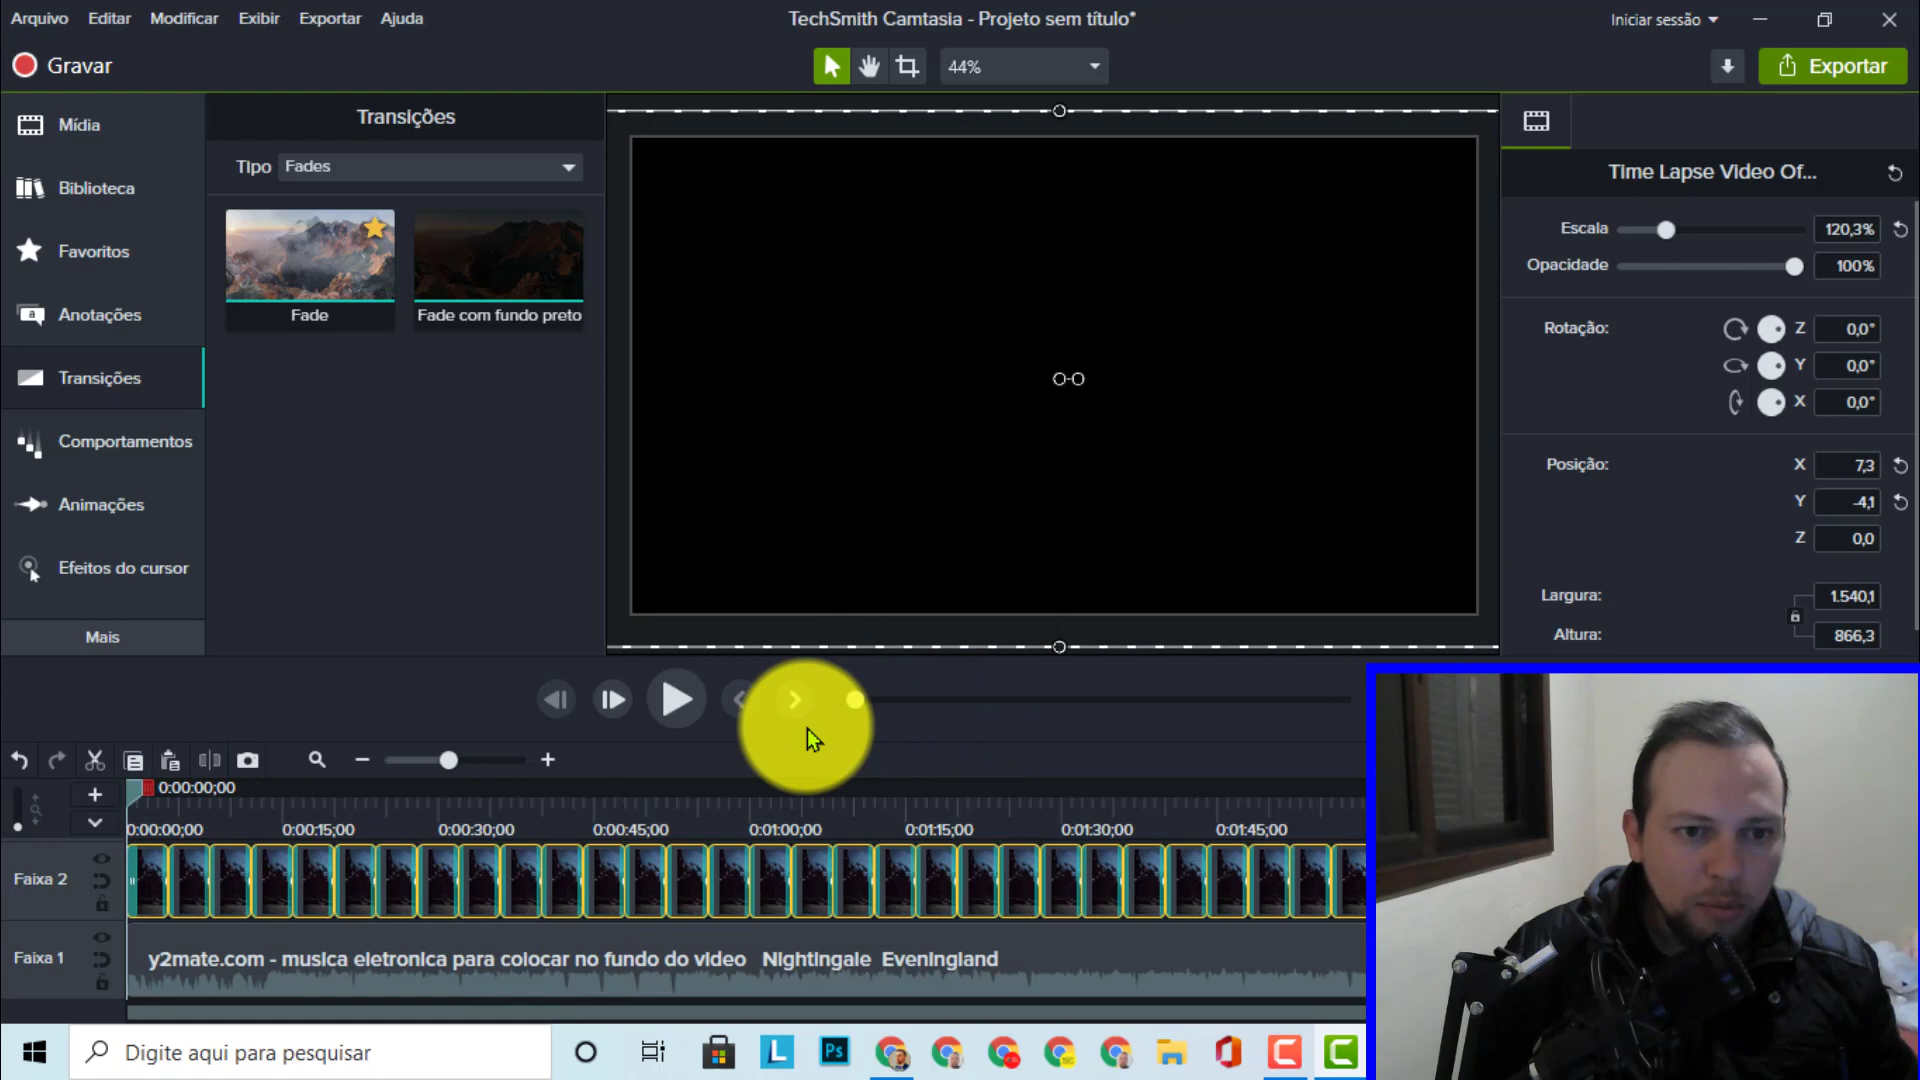 Arquivo Editar Modificar Exibir Exportar Ajuda
TechSmith Camtasia - Projeto sem título*
Iniciar sessão
Gravar
44%
Exportar
Mídia
Biblioteca
Favoritos
Anotações
Transições
Comportamentos
Animações
Efeitos do cursor
Mais
Transições
Tipo Fades
Fade
Fade com fundo preto
Time Lapse Video Of...
Escala 120,3%
Opacidade 100%
Rotação: Z 0,0°
Y 0,0°
X 0,0°
Posição: X 7,3
Y -4,1
Z 0,0
Largura: 1.540,1
Altura: 866,3
0:00:00;00
0:00:00;00 0:00:15;00 0:00:30;00 0:00:45;00 0:01:00;00 0:01:15;00 0:01:30;00 0:01:45;00
Faixa 2
Faixa 1
y2mate.com - musica eletronica para colocar no fundo do video Nightingale Eveningland
Digite aqui para pesquisar
L
Ps
C
C